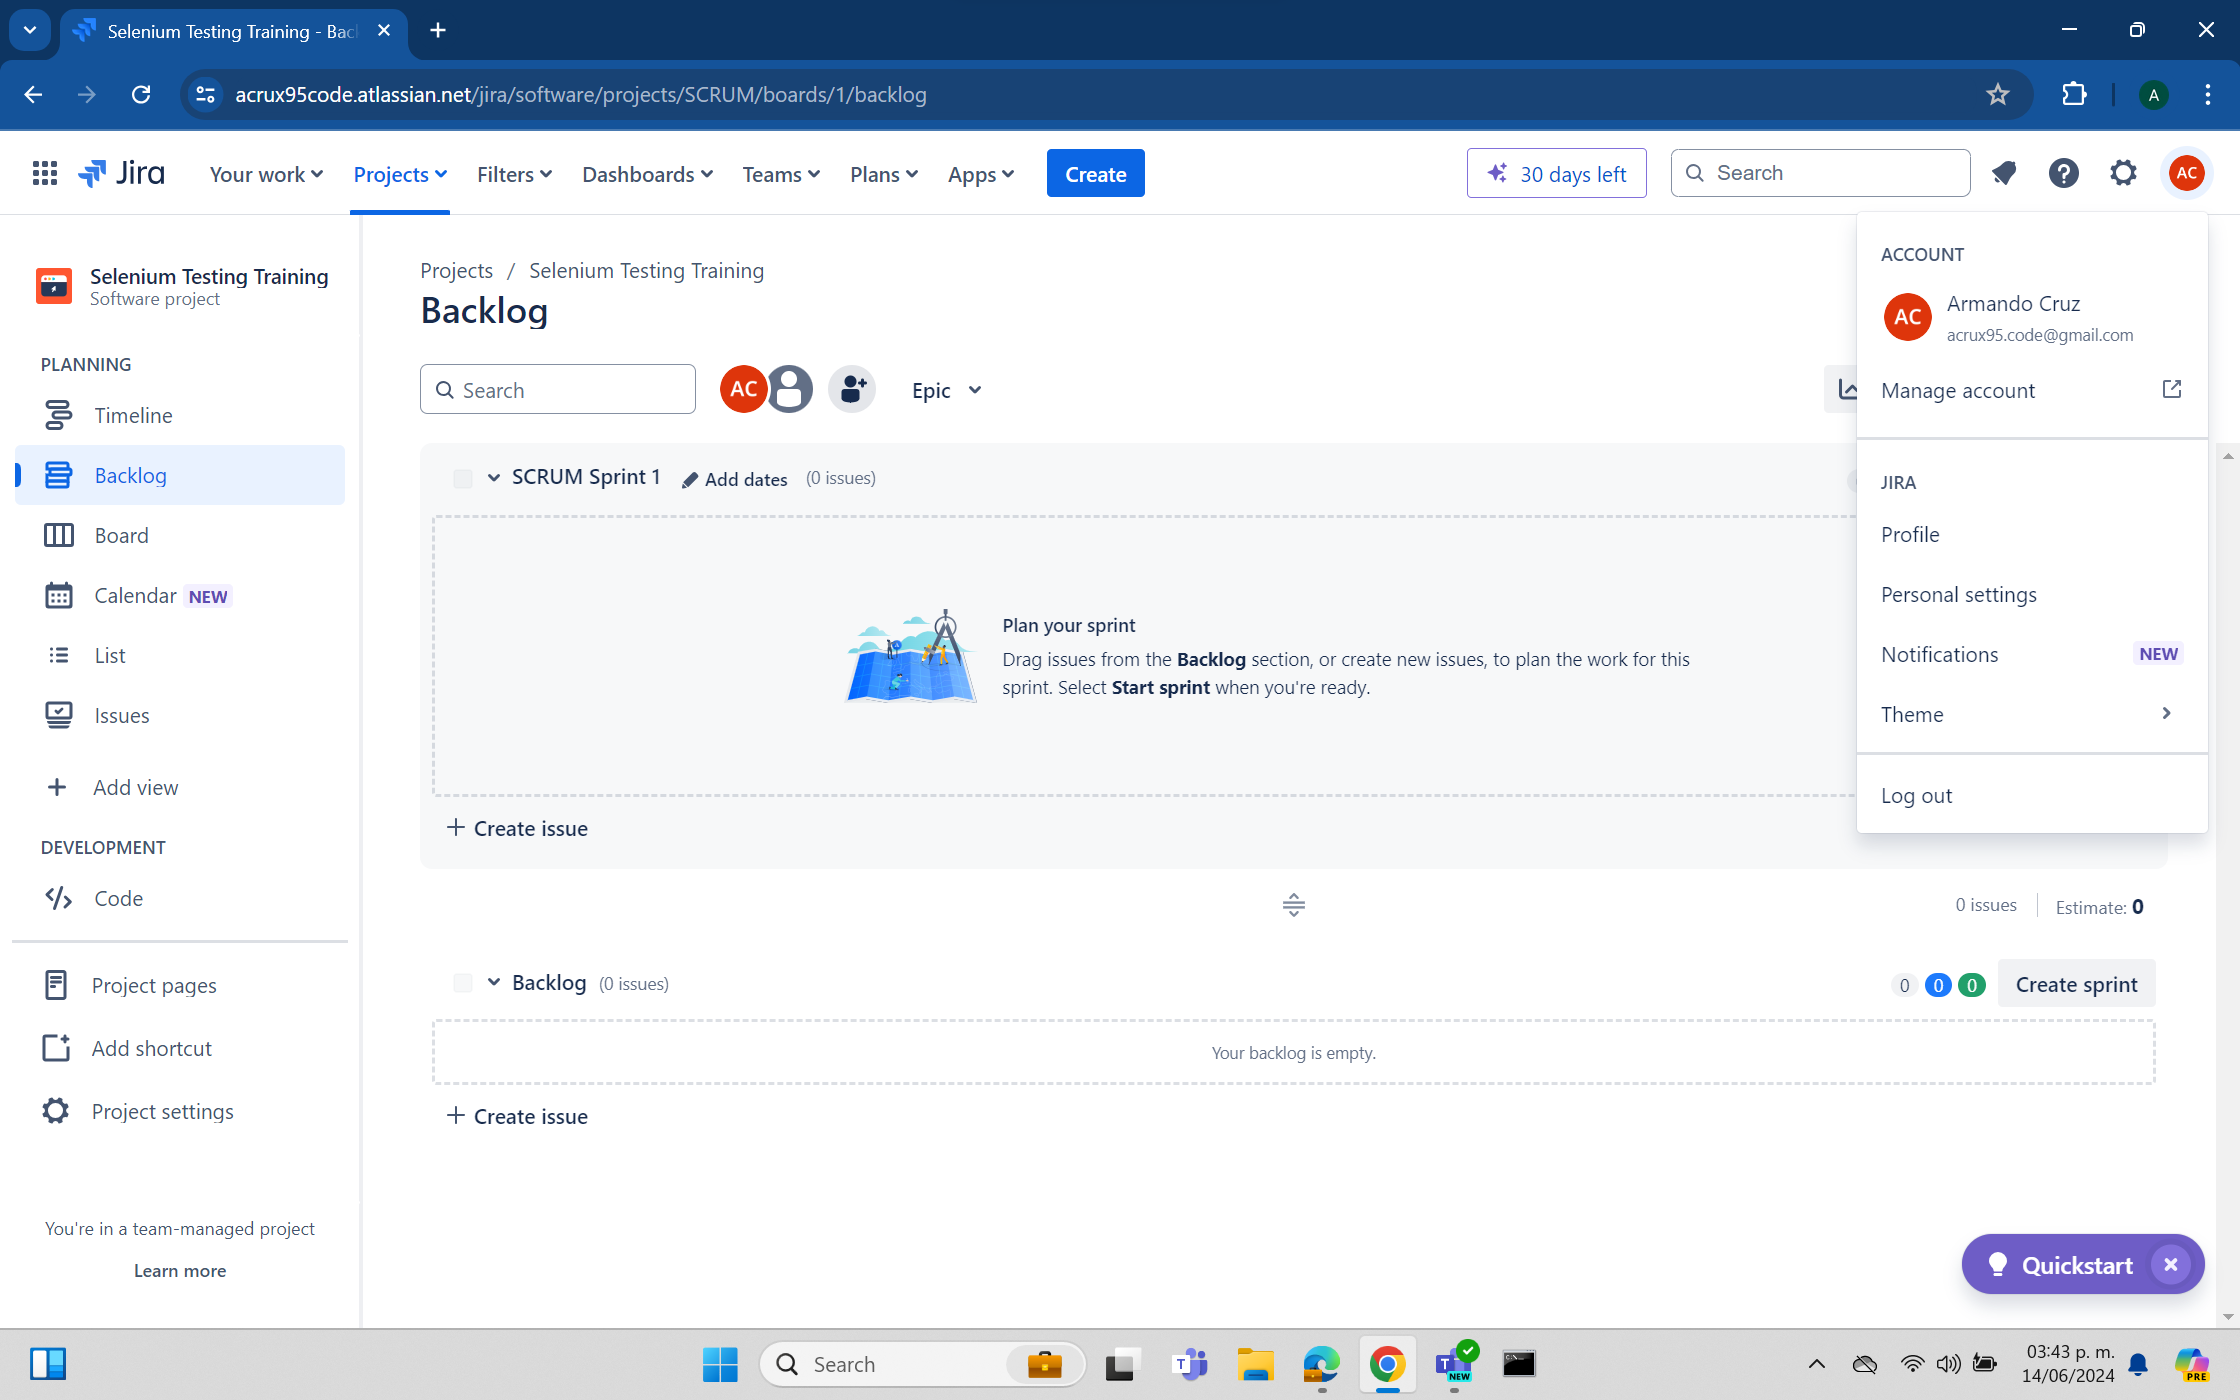 Selenium Testing Training - Bac
acrux95code.atlassian.net/jira/software/projects/SCRUM/boards/1/backlog
A
Jira
Your work
Projects
Filters
Dashboards
Teams
Plans
Apps
Create
30 days left
Search
AC
Selenium Testing Training
Software project
PLANNING
Timeline
Backlog
Board
Calendar NEW
List
Issues
Add view
DEVELOPMENT
Code
Project pages
Add shortcut
Project settings
You're in a team-managed project
Learn more
Projects / Selenium Testing Training
Backlog
Search
AC
Epic
SCRUM Sprint 1 Add dates (0 issues)
Plan your sprint
Drag issues from the Backlog section, or create new issues, to plan the work for this
sprint. Select Start sprint when you're ready.
+ Create issue
0 issues Estimate: 0
Backlog (0 issues)
0 0 0 Create sprint
Your backlog is empty.
+ Create issue
ACCOUNT
AC
Armando Cruz
acrux95.code@gmail.com
Manage account
JIRA
Profile
Personal settings
Notifications NEW
Theme
Log out
Quickstart
Search
T
T
NEW
03:43 p. m.
14/06/2024
PRE